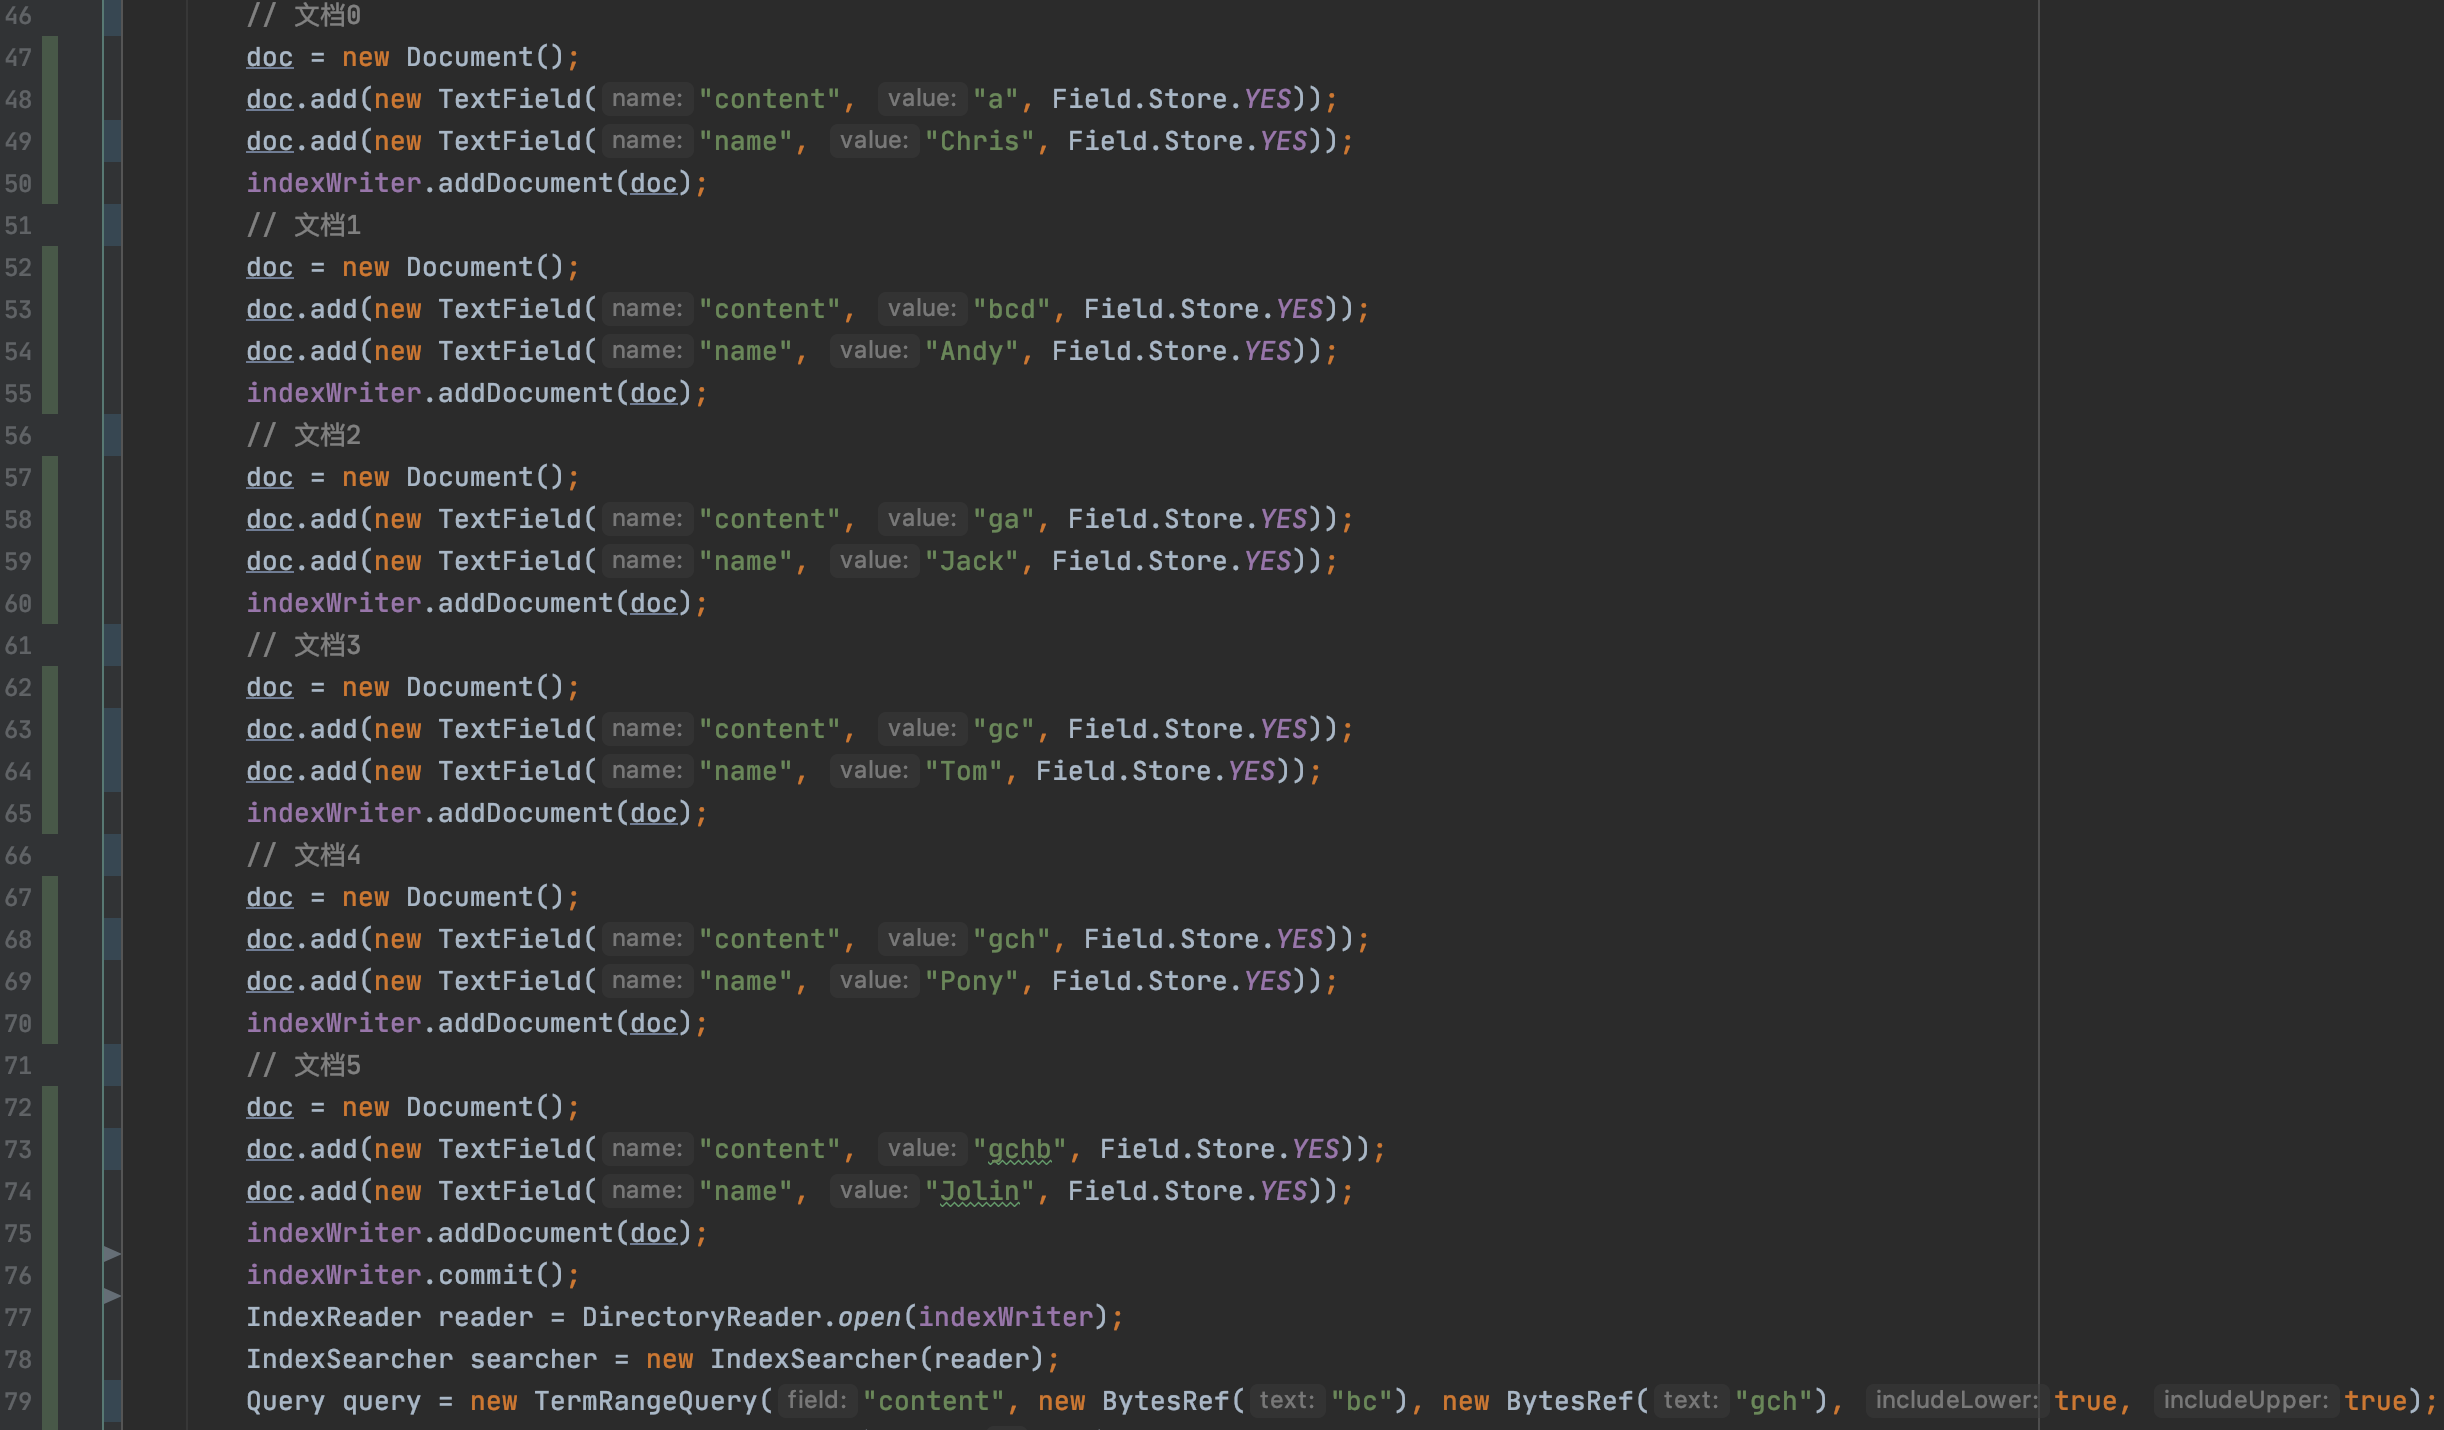 46 // 文档0
47 doc = new Document();
48 doc.add(new TextField( name: "content", value: "a", Field.Store.YES));
49 doc.add(new TextField( name: "name", value: "Chris", Field.Store.YES));
50 indexWriter.addDocument(doc);
51 // 文档1
52 doc = new Document();
53 doc.add(new TextField( name: "content", value: "bcd", Field.Store.YES));
54 doc.add(new TextField( name: "name", value: "Andy", Field.Store.YES));
55 indexWriter.addDocument(doc);
56 // 文档2
57 doc = new Document();
58 doc.add(new TextField( name: "content", value: "ga", Field.Store.YES));
59 doc.add(new TextField( name: "name", value: "Jack", Field.Store.YES));
60 indexWriter.addDocument(doc);
61 // 文档3
62 doc = new Document();
63 doc.add(new TextField( name: "content", value: "gc", Field.Store.YES));
64 doc.add(new TextField( name: "name", value: "Tom", Field.Store.YES));
65 indexWriter.addDocument(doc);
66 // 文档4
67 doc = new Document();
68 doc.add(new TextField( name: "content", value: "gch", Field.Store.YES));
69 doc.add(new TextField( name: "name", value: "Pony", Field.Store.YES));
70 indexWriter.addDocument(doc);
71 // 文档5
72 doc = new Document();
73 doc.add(new TextField( name: "content", value: "gchb", Field.Store.YES));
74 doc.add(new TextField( name: "name", value: "Jolin", Field.Store.YES));
75 indexWriter.addDocument(doc);
76 indexWriter.commit();
77 IndexReader reader = DirectoryReader.open(indexWriter);
78 IndexSearcher searcher = new IndexSearcher(reader);
79 Query query = new TermRangeQuery( field: "content", new BytesRef( text: "bc"), new BytesRef( text: "gch"), includeLower: true, includeUpper: true);